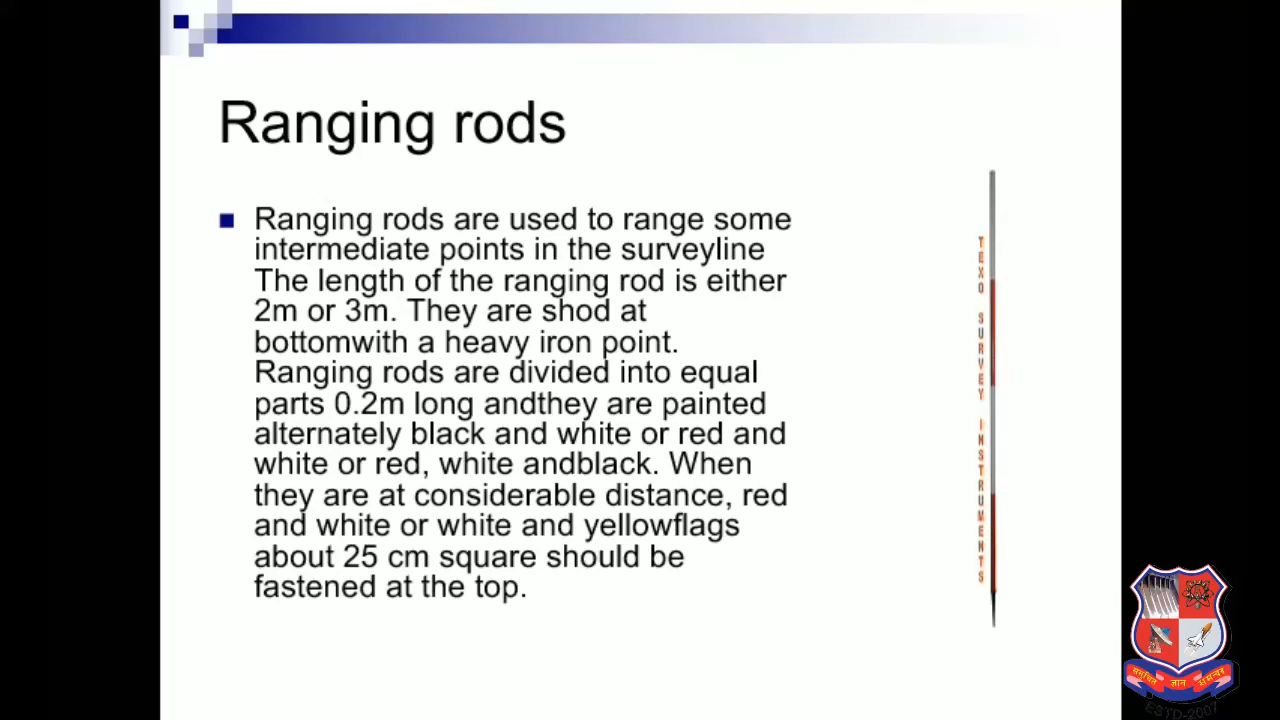 Ranging rods
Ranging rods are used to range some
intermediate points in the surveyline
The length of the ranging rod is either
2m or 3m. They are shod at
bottomwith a heavy iron point.
Ranging rods are divided into equal
parts 0.2m long andthey are painted
alternately black and white or red and
white or red, white andblack. When
they are at considerable distance, red
and white or white and yellowflags
about 25 cm square should be
fastened at the top.
TEXO SURVEY INSTRUMENTS
समन्वित ज्ञान
ESTD-2007